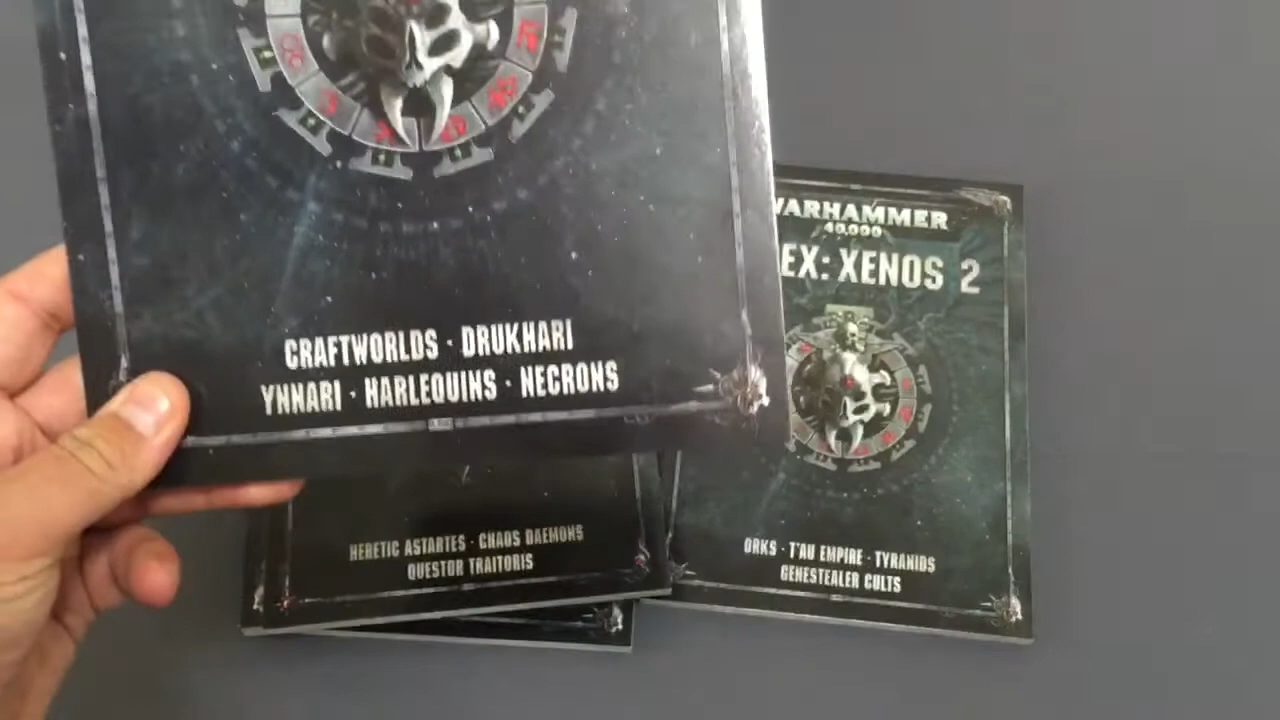 CRAFTWORLDS · DRUKHARI
YNNARI · HARLEQUINS · NECRONS
WARHAMMER
40,000
EX: XENOS 2
ORKS · T'AU EMPIRE · TYRANIDS
GENESTEALER CULTS
HERETIC ASTARTES · CHAOS DAEMONS
QUESTOR TRAITORIS